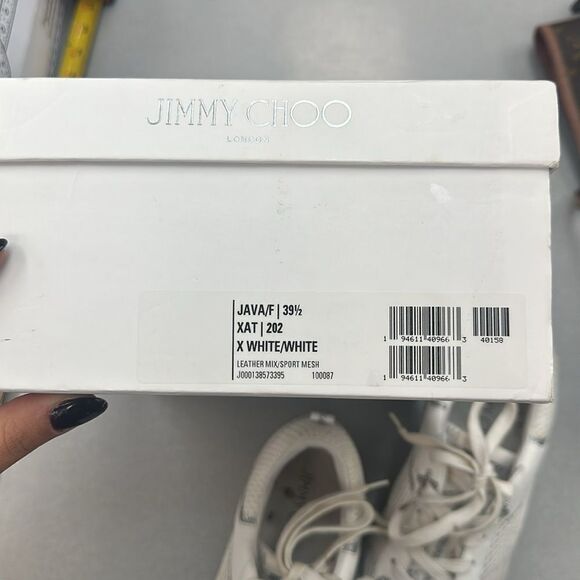 JIMMY CHOO
LONDON
JAVA/F | 39½
XAT | 202
X WHITE/WHITE
LEATHER MIX/SPORT MESH
J000138573395 100087
1 94611 40966 3
40158
1 94611 40966 3